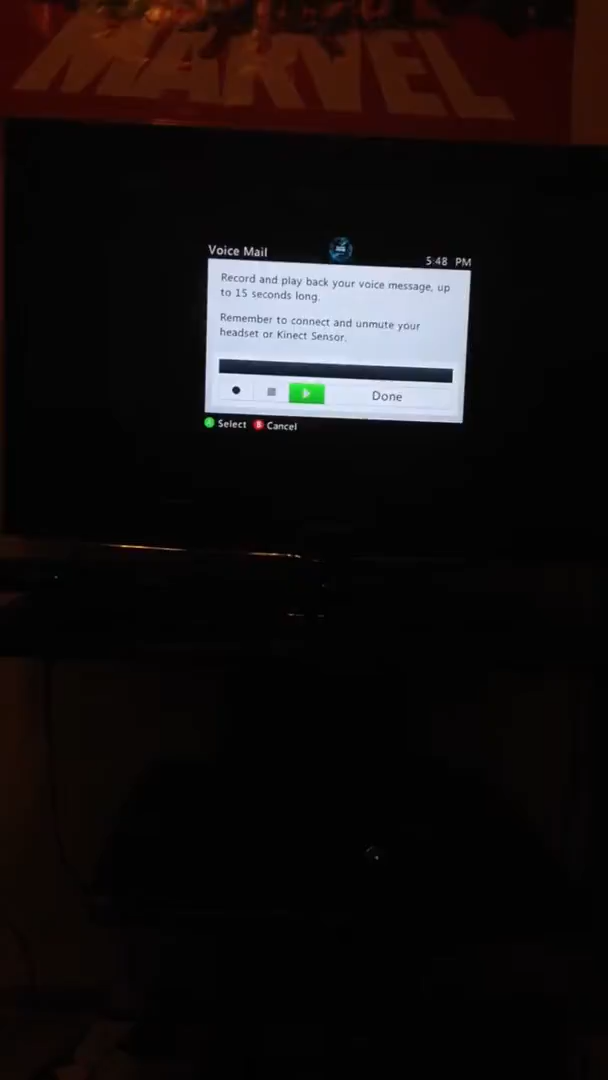 MARVEL
Voice Mail
5:48 PM
Record and play back your voice message, up
to 15 seconds long.
Remember to connect and unmute your
headset or Kinect Sensor.
Done
A Select B Cancel